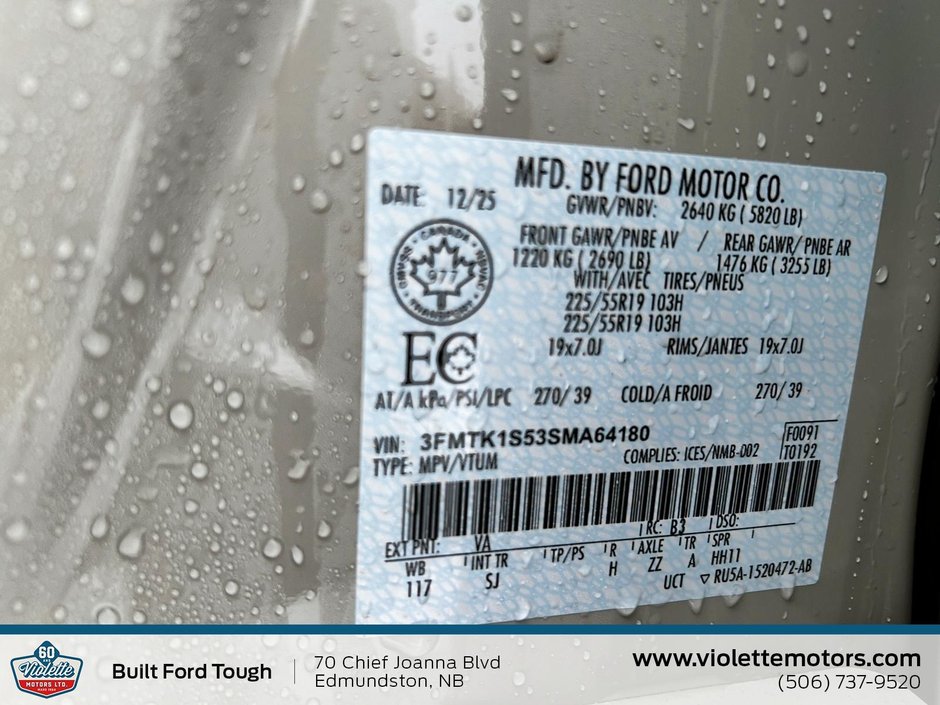 MFD. BY FORD MOTOR CO.
DATE: 12/25 GVWR/PNBV: 2640 KG ( 5820 LB)
FRONT GAWR/PNBE AV / REAR GAWR/PNBE AR
1220 KG ( 2690 LB) 1476 KG ( 3255 LB)
WITH/AVEC TIRES/PNEUS
225/55R19 103H
225/55R19 103H
19x7.0J RIMS/JANTES 19x7.0J
CANADA
977
TRANSPORT
EC
AT/A kPa/PSI/LPC 270/ 39 COLD/A FROID 270/ 39
VIN: 3FMTK1S53SMA64180 F0091
TYPE: MPV/VTUM COMPLIES: ICES/NMB-002 T0192
EXT PNT: VA RC: B3 DSO:
WB INT TR TP/PS R AXLE TR SPR
117 SJ H ZZ A HH11
UCT ▽ RU5A-1520472-AB
60
Violette
MOTORS LTD.
Built Ford Tough
70 Chief Joanna Blvd
Edmundston, NB
www.violettemotors.com
(506) 737-9520